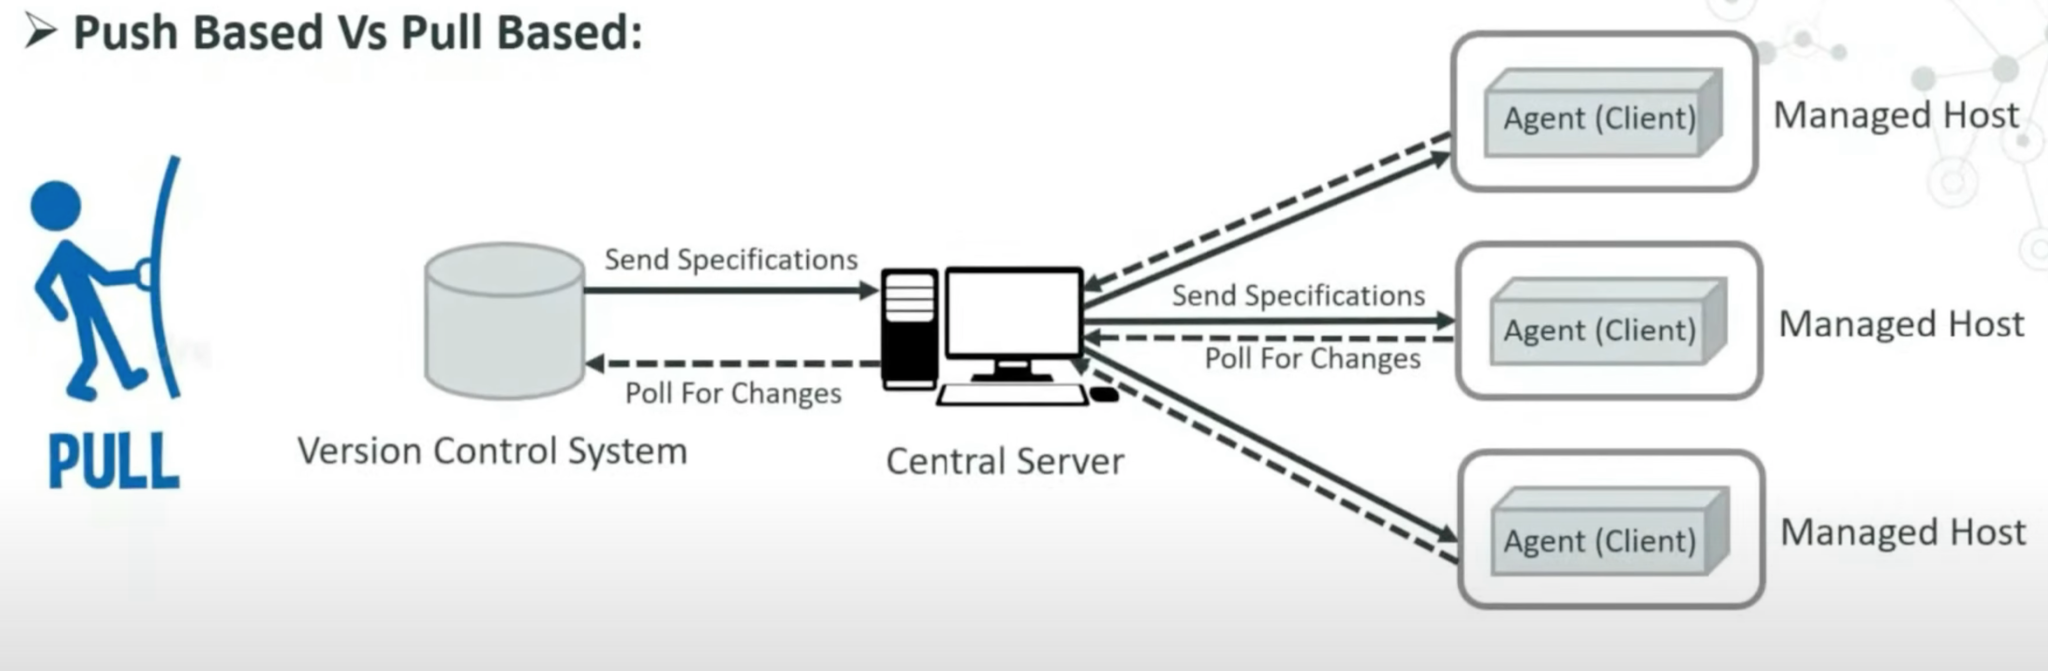 ➢ Push Based Vs Pull Based:
Agent (Client)
Managed Host
Send Specifications
Poll For Changes
Version Control System
Central Server
Send Specifications
Poll For Changes
Agent (Client)
Managed Host
Agent (Client)
Managed Host
PULL